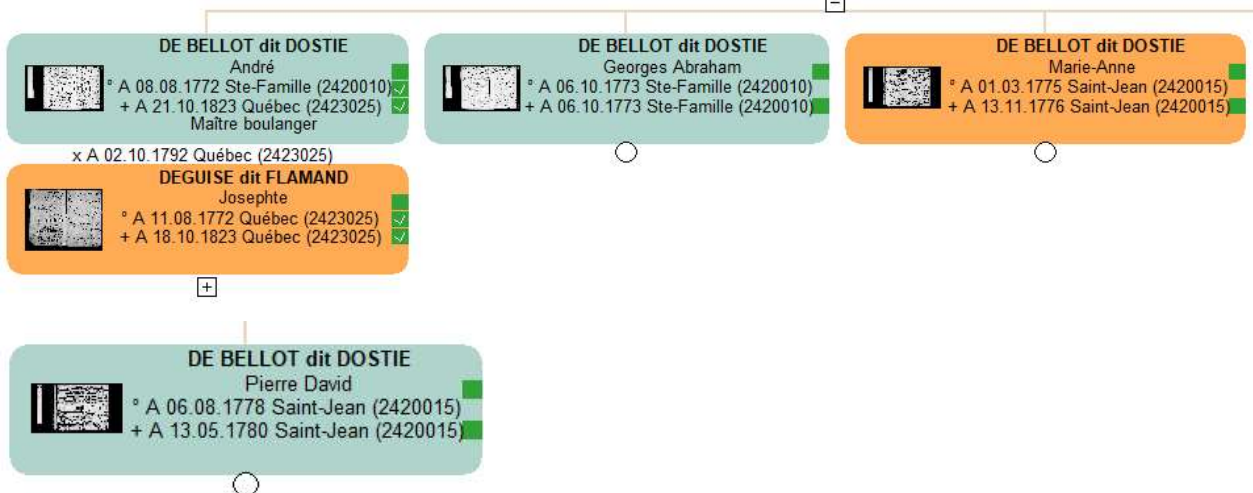 DE BELLOT dit DOSTIE
André
° A 08.08.1772 Ste-Famille (2420010)
+ A 21.10.1823 Québec (2423025)
Maître boulanger
x A 02.10.1792 Québec (2423025)
DEGUISE dit FLAMAND
Josephte
° A 11.08.1772 Québec (2423025)
+ A 18.10.1823 Québec (2423025)
DE BELLOT dit DOSTIE
Georges Abraham
° A 06.10.1773 Ste-Famille (2420010)
+ A 06.10.1773 Ste-Famille (2420010)
DE BELLOT dit DOSTIE
Marie-Anne
° A 01.03.1775 Saint-Jean (2420015)
+ A 13.11.1776 Saint-Jean (2420015)
DE BELLOT dit DOSTIE
Pierre David
° A 06.08.1778 Saint-Jean (2420015)
+ A 13.05.1780 Saint-Jean (2420015)